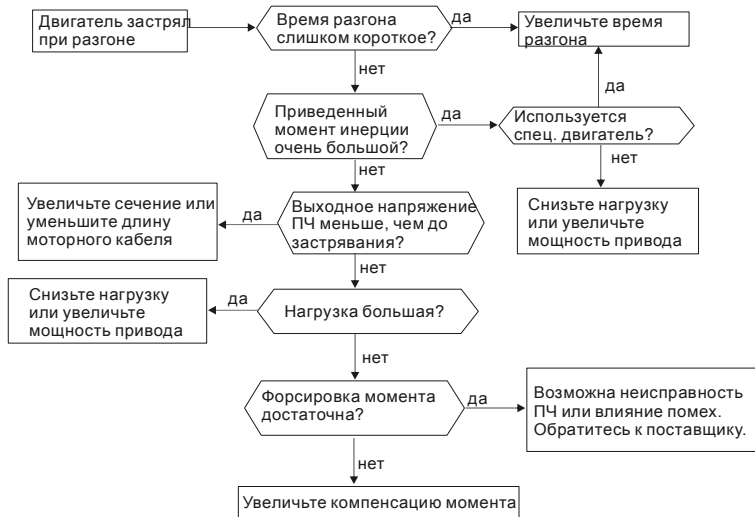 Двигатель застрял
при разгоне
Время разгона
слишком короткое?
да
Увеличьте время
разгона
нет
да
Приведенный
момент инерции
очень большой?
да
Используется
спец. двигатель?
нет
нет
Увеличьте сечение или
уменьшите длину
моторного кабеля
да
Выходное напряжение
ПЧ меньше, чем до
застрявания?
Снизьте нагрузку
или увеличьте
мощность привода
нет
Снизьте нагрузку
или увеличьте
мощность привода
да
Нагрузка большая?
нет
Форсировка момента
достаточна?
да
Возможна неисправность
ПЧ или влияние помех.
Обратитесь к поставщику.
нет
Увеличьте компенсацию момента